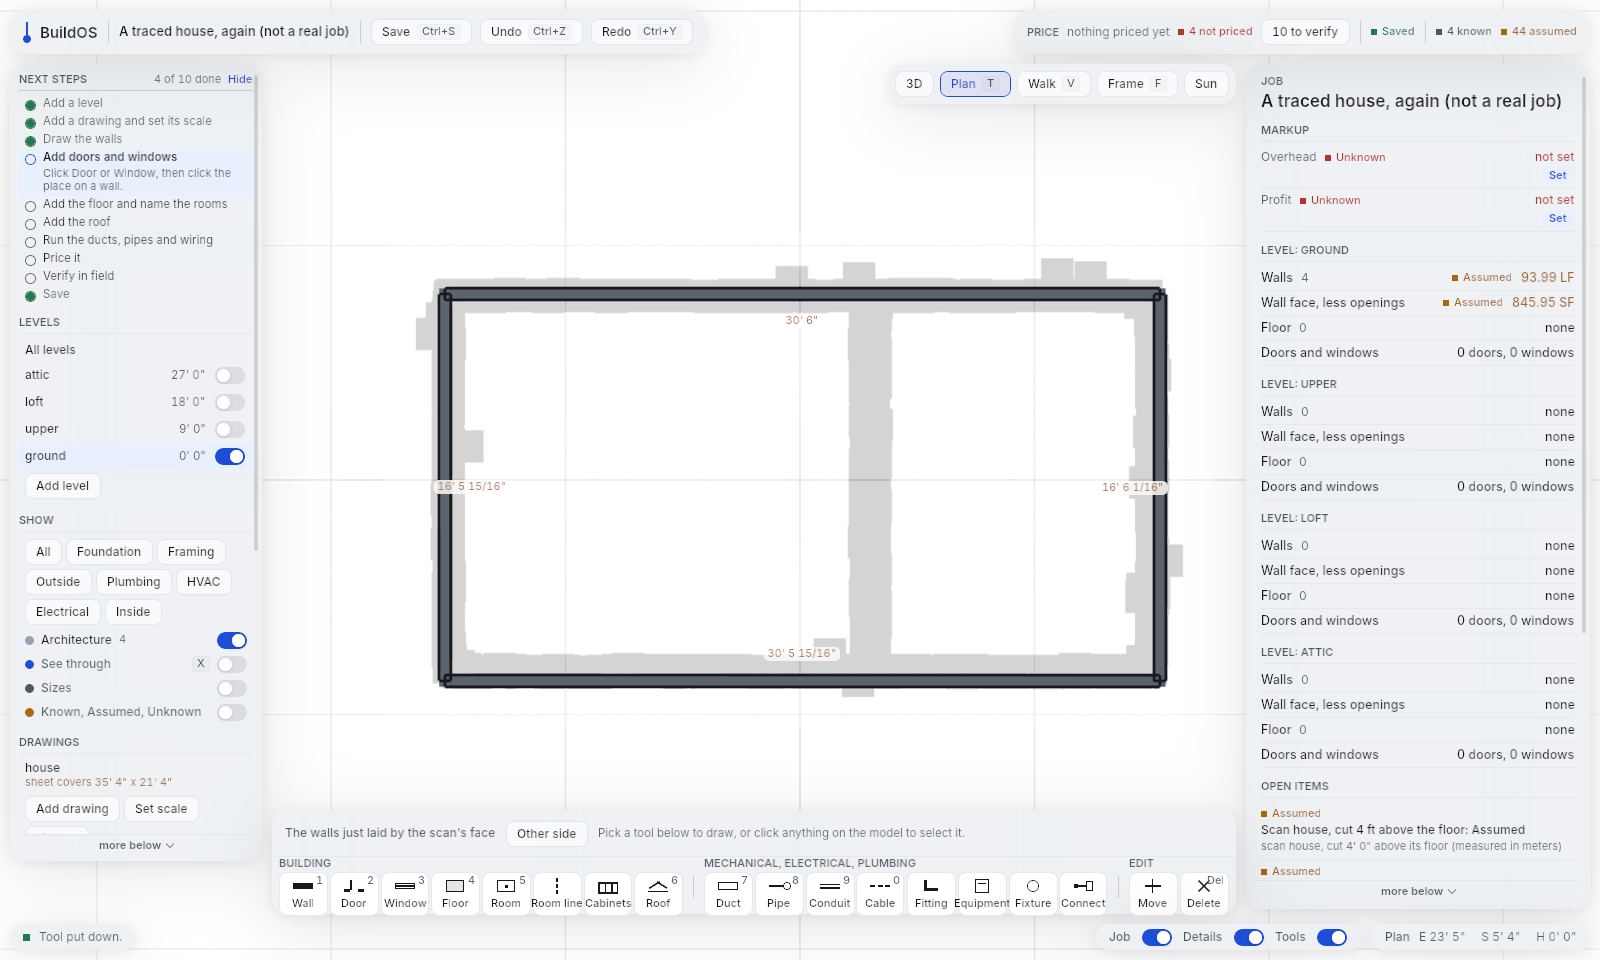 BuildOS
A traced house, again (not a real job)
Save Ctrl+S
Undo Ctrl+Z
Redo Ctrl+Y
PRICE nothing priced yet 4 not priced
10 to verify
Saved
4 known
44 assumed
3D
Plan T
Walk V
Frame F
Sun
NEXT STEPS 4 of 10 done Hide
Add a level
Add a drawing and set its scale
Draw the walls
Add doors and windows
Click Door or Window, then click the
place on a wall.
Add the floor and name the rooms
Add the roof
Run the ducts, pipes and wiring
Price it
Verify in field
Save
LEVELS
All levels
attic 27' 0"
loft 18' 0"
upper 9' 0"
ground 0' 0"
Add level
SHOW
All Foundation Framing
Outside Plumbing HVAC
Electrical Inside
Architecture 4
See through X
Sizes
Known, Assumed, Unknown
DRAWINGS
house
sheet covers 35' 4" x 21' 4"
Add drawing Set scale
more below
30' 6"
16' 5 15/16"
16' 6 1/16"
30' 5 15/16"
JOB
A traced house, again (not a real job)
MARKUP
Overhead Unknown not set
Set
Profit Unknown not set
Set
LEVEL: GROUND
Walls 4 Assumed 93.99 LF
Wall face, less openings Assumed 845.95 SF
Floor 0 none
Doors and windows 0 doors, 0 windows
LEVEL: UPPER
Walls 0 none
Wall face, less openings none
Floor 0 none
Doors and windows 0 doors, 0 windows
LEVEL: LOFT
Walls 0 none
Wall face, less openings none
Floor 0 none
Doors and windows 0 doors, 0 windows
LEVEL: ATTIC
Walls 0 none
Wall face, less openings none
Floor 0 none
Doors and windows 0 doors, 0 windows
OPEN ITEMS
Assumed
Scan house, cut 4 ft above the floor: Assumed
scan house, cut 4' 0" above its floor (measured in meters)
Assumed
more below
The walls just laid by the scan's face Other side Pick a tool below to draw, or click anything on the model to select it.
BUILDING
Wall 1
Door 2
Window 3
Floor 4
Room 5
Room line
Cabinets
Roof 6
MECHANICAL, ELECTRICAL, PLUMBING
Duct 7
Pipe 8
Conduit 9
Cable 0
Fitting
Equipment
Fixture
Connect
EDIT
Move
Delete Del
Tool put down.
Job Details Tools
Plan E 23' 5" S 5' 4" H 0' 0"